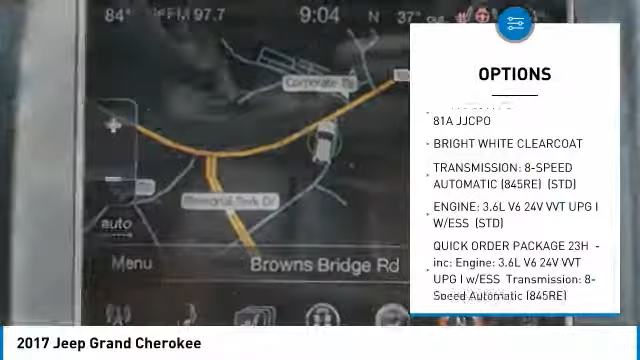 84°
FM 97.7
9:04
N
37°
Corporate Dr
Memorial Park Dr
auto
Menu
Browns Bridge Rd
OPTIONS
81A JJCPO
BRIGHT WHITE CLEARCOAT
TRANSMISSION: 8-SPEED
AUTOMATIC (845RE) (STD)
ENGINE: 3.6L V6 24V VVT UPG I
W/ESS (STD)
QUICK ORDER PACKAGE 23H -
inc: Engine: 3.6L V6 24V VVT
UPG I w/ESS Transmission: 8-
Speed Automatic (845RE)
2017 Jeep Grand Cherokee